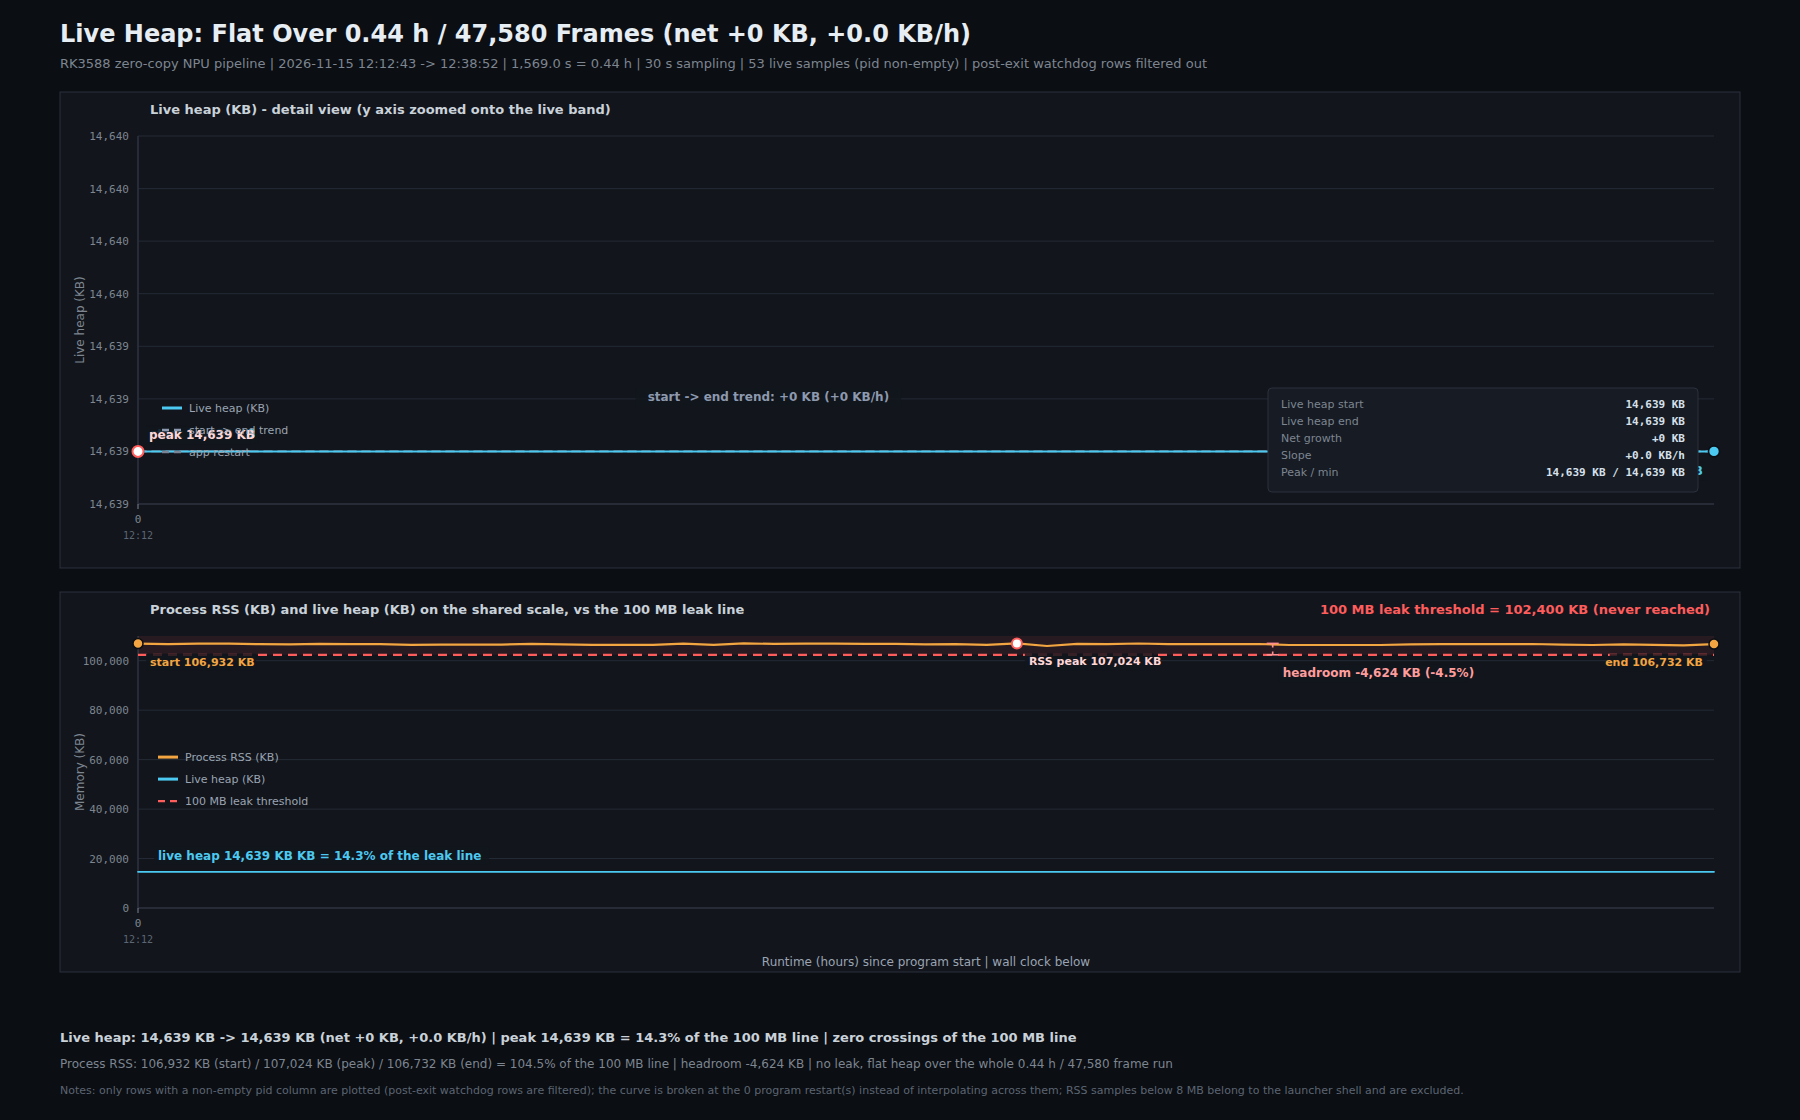 Live Heap: Flat Over 0.44 h / 47,580 Frames (net +0 KB, +0.0 KB/h)
RK3588 zero-copy NPU pipeline | 2026-11-15 12:12:43 -> 12:38:52 | 1,569.0 s = 0.44 h | 30 s sampling | 53 live samples (pid non-empty) | post-exit watchdog rows filtered out
Live heap (KB) - detail view (y axis zoomed onto the live band)
14,640
14,640
14,640
14,640
14,639
14,639
14,639
14,639
Live heap (KB)
start -> end trend: +0 KB (+0 KB/h)
Live heap (KB)
start -> end trend
peak 14,639 KB
app restart
Live heap start 14,639 KB
Live heap end 14,639 KB
Net growth +0 KB
Slope +0.0 KB/h
Peak / min 14,639 KB / 14,639 KB
0
12:12
Process RSS (KB) and live heap (KB) on the shared scale, vs the 100 MB leak line
100 MB leak threshold = 102,400 KB (never reached)
start 106,932 KB
RSS peak 107,024 KB
end 106,732 KB
headroom -4,624 KB (-4.5%)
100,000
80,000
60,000
40,000
20,000
0
Memory (KB)
Process RSS (KB)
Live heap (KB)
100 MB leak threshold
live heap 14,639 KB KB = 14.3% of the leak line
0
12:12
Runtime (hours) since program start | wall clock below
Live heap: 14,639 KB -> 14,639 KB (net +0 KB, +0.0 KB/h) | peak 14,639 KB = 14.3% of the 100 MB line | zero crossings of the 100 MB line
Process RSS: 106,932 KB (start) / 107,024 KB (peak) / 106,732 KB (end) = 104.5% of the 100 MB line | headroom -4,624 KB | no leak, flat heap over the whole 0.44 h / 47,580 frame run
Notes: only rows with a non-empty pid column are plotted (post-exit watchdog rows are filtered); the curve is broken at the 0 program restart(s) instead of interpolating across them; RSS samples below 8 MB belong to the launcher shell and are excluded.